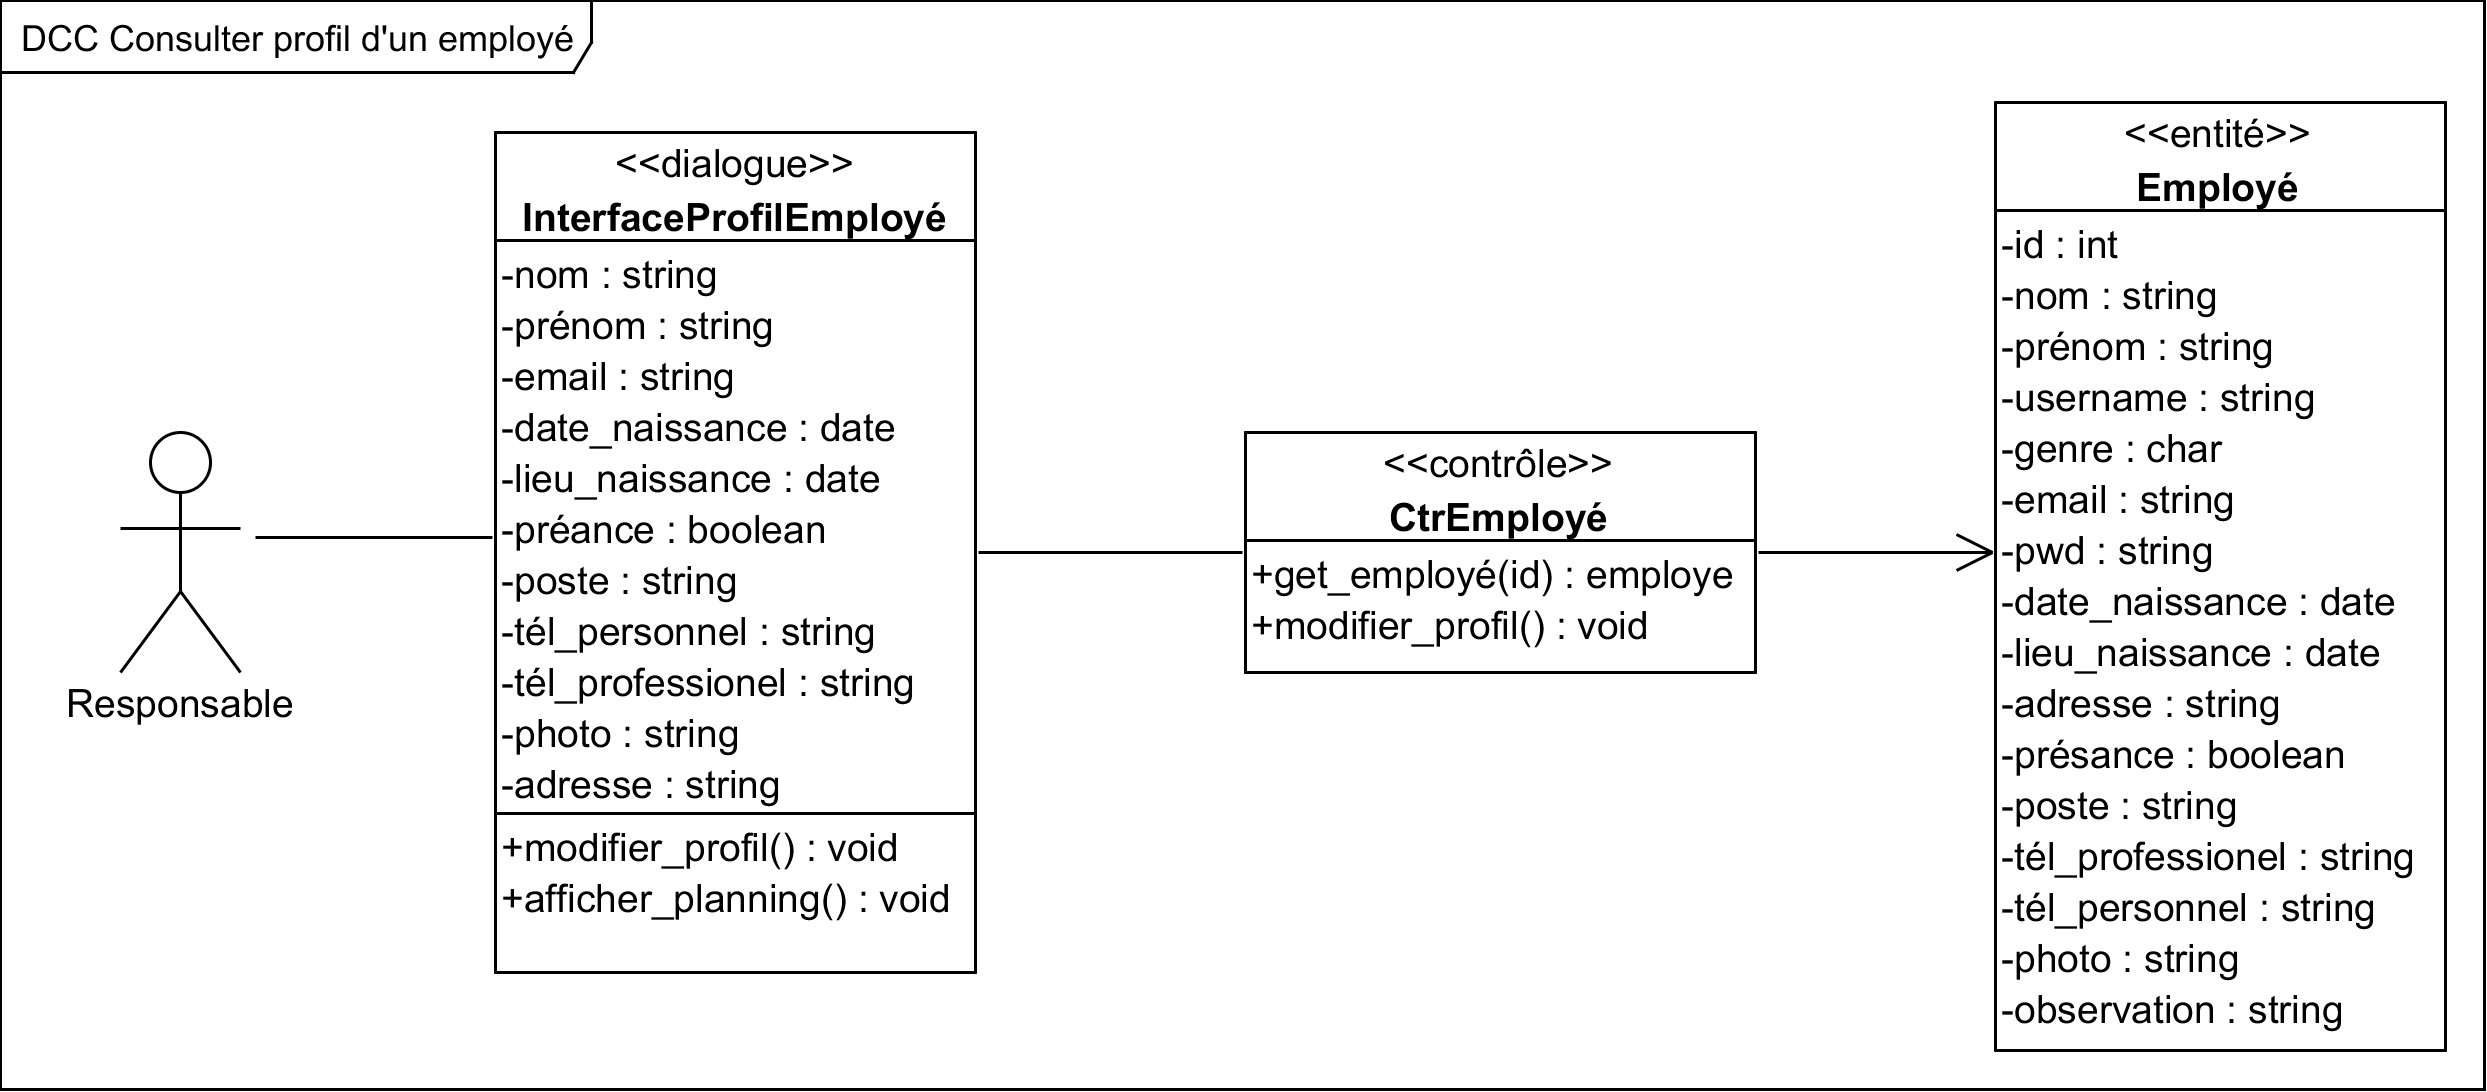 DCC Consulter profil d'un employé
Responsable
<<dialogue>>
InterfaceProfilEmployé
-nom : string
-prénom : string
-email : string
-date_naissance : date
-lieu_naissance : date
-préance : boolean
-poste : string
-tél_personnel : string
-tél_professionel : string
-photo : string
-adresse : string
+modifier_profil() : void
+afficher_planning() : void
<<contrôle>>
CtrEmployé
+get_employé(id) : employe
+modifier_profil() : void
<<entité>>
Employé
-id : int
-nom : string
-prénom : string
-username : string
-genre : char
-email : string
-pwd : string
-date_naissance : date
-lieu_naissance : date
-adresse : string
-présance : boolean
-poste : string
-tél_professionel : string
-tél_personnel : string
-photo : string
-observation : string